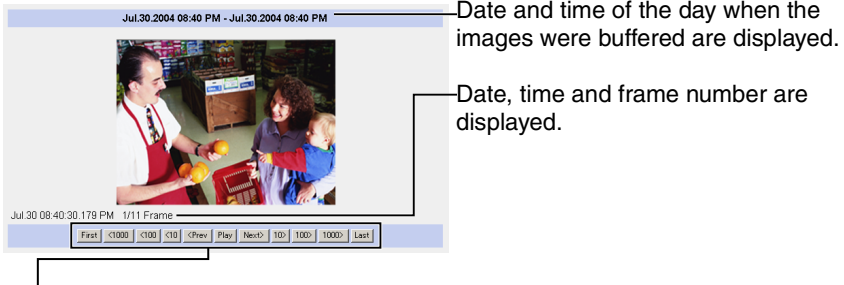 Jul.30.2004 08:40 PM - Jul.30.2004 08:40 PM
Date and time of the day when the
images were buffered are displayed.
Date, time and frame number are
displayed.
Jul.30 08:40:30.179 PM 1/11 Frame
First <1000 <100 <10 <Prev Play Next> 10> 100> 1000> Last